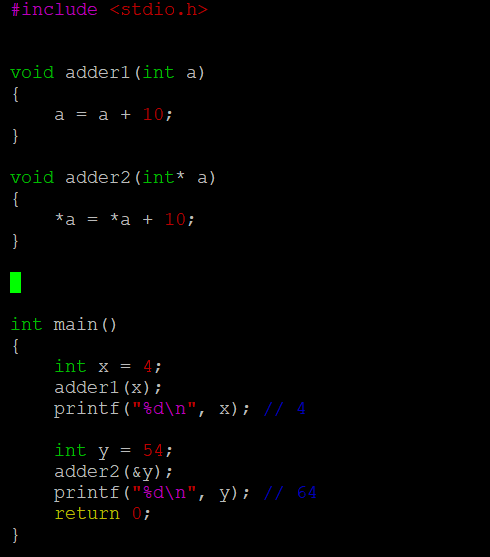 #include <stdio.h>
void adder1(int a)
{
    a = a + 10;
}
void adder2(int* a)
{
    *a = *a + 10;
}
int main()
{
    int x = 4;
    adder1(x);
    printf("%d\n", x); // 4
    int y = 54;
    adder2(&y);
    printf("%d\n", y); // 64
    return 0;
}